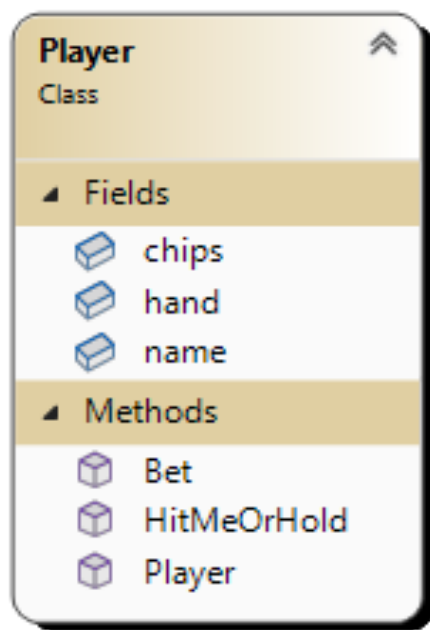 Player
Class
Fields
chips
hand
name
Methods
Bet
HitMeOrHold
Player